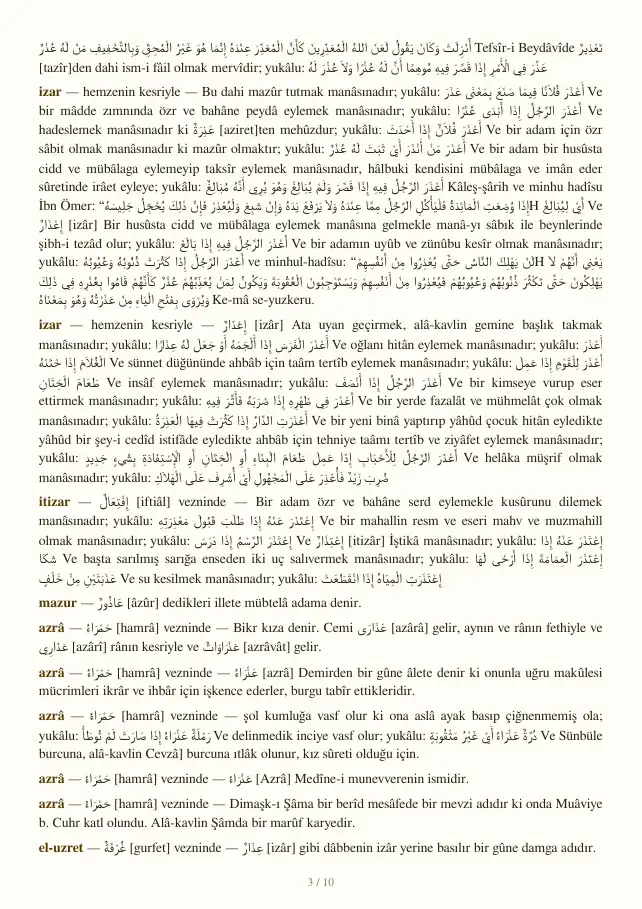 تَعْذِيرٌ Tefsîr-i Beydâvîde أُنْزِلَتْ وَكَانَ يَقُولُ لَعَنَ اللهُ الْمُعَذِّرِينَ كَأَنَّ الْمُعَذِّرَ عِنْدَهُ إِنَّمَا هُوَ غَيْرُ الْمُحِقِّ وَبِالتَّخْفِيفِ مَنْ لَهُ عُذْرٌ
[tazîr]den dahi ism-i fâil olmak mervîdir; yukâlu: عَذَّرَ فِي الْأَمْرِ إِذَا قَصَّرَ فِيهِ مُوهِمًا أَنَّ لَهُ عُذْرًا وَلَا عُذْرَ لَهُ
izar — hemzenin kesriyle — Bu dahi mazûr tutmak manâsınadır; yukâlu: أَعْذَرَ فُلَانًا فِيمَا صَنَعَ بِمَعْنَى عَذَرَ Ve
bir mâdde zımnında özr ve bahâne peydâ eylemek manâsınadır; yukâlu: أَعْذَرَ الرَّجُلُ إِذَا أَبْدَى عُذْرًا Ve
hadeslemek manâsınadır ki عَذِرَةٌ [aziret]ten mehûzdur; yukâlu: أَعْذَرَ فُلَانٌ إِذَا أَحْدَثَ Ve bir adam için özr
sâbit olmak manâsınadır ki mazûr olmaktır; yukâlu: أَعْذَرَ مَنْ أَنْذَرَ أَيْ ثَبَتَ لَهُ عُذْرٌ Ve bir adam bir husûsta
cidd ve mübâlaga eylemeyip taksîr eylemek manâsınadır, hâlbuki kendisini mübâlaga ve imân eder
sûretinde irâet eyleye; yukâlu: أَعْذَرَ الرَّجُلُ فِيهِ إِذَا قَصَّرَ وَلَمْ يُبَالِغْ وَهُوَ يُرِي أَنَّهُ مُبَالِغٌ Kâleş-şârih ve minhu hadîsu
İbn Ömer: “إِذَا وُضِعَتِ الْمَائِدَةُ فَلْيَأْكُلِ الرَّجُلُ مِمَّا عِنْدَهُ وَلَا يَرْفَعْ يَدَهُ وَإِنْ شَبِعَ وَلْيُعْذِرْ فَإِنَّ ذَلِكَ يُخْجِلُ جَلِيسَهُ”H أَيْ لِيُبَالِغْ Ve
إِعْذَارٌ [izâr] Bir husûsta cidd ve mübâlaga eylemek manâsına gelmekle manâ-yı sâbık ile beynlerinde
şibh-i tezâd olur; yukâlu: أَعْذَرَ الرَّجُلُ فِيهِ إِذَا بَالَغَ Ve bir adamın uyûb ve zünûbu kesîr olmak manâsınadır;
yukâlu: أَعْذَرَ الرَّجُلُ إِذَا كَثُرَتْ ذُنُوبُهُ وَعُيُوبُهُ ve minhul-hadîsu: “لَنْ يَهْلِكَ النَّاسُ حَتَّى يُعْذِرُوا مِنْ أَنْفُسِهِمْ”H يَعْنِي أَنَّهُمْ لَا
يَهْلِكُونَ حَتَّى تَكْثُرَ ذُنُوبُهُمْ وَعُيُوبُهُمْ فَيُعْذِرُوا مِنْ أَنْفُسِهِمْ وَيَسْتَوْجِبُونَ الْعُقُوبَةَ وَيَكُونُ لِمَنْ يُعَذِّبُهُمْ عُذْرٌ كَأَنَّهُمْ قَامُوا بِعُذْرِهِ فِي ذَلِكَ
وَيُرْوَى بِفَتْحِ الْيَاءِ مِنْ عَذَرْتُهُ وَهُوَ بِمَعْنَاهُ Ke-mâ se-yuzkeru.
izar — hemzenin kesriyle — إِعْذَارٌ [izâr] Ata uyan geçirmek, alâ-kavlin gemine başlık takmak
manâsınadır; yukâlu: أَعْذَرَ الْفَرَسَ إِذَا أَلْجَمَهُ أَوْ جَعَلَ لَهُ عِذَارًا Ve oğlanı hitân eylemek manâsınadır; yukâlu: أَعْذَرَ
الْغُلَامَ إِذَا خَتَنَهُ Ve sünnet düğününde ahbâb için taâm tertîb eylemek manâsınadır; yukâlu: أَعْذَرَ لِلْقَوْمِ إِذَا عَمِلَ
طَعَامَ الْخِتَانِ Ve insâf eylemek manâsınadır; yukâlu: أَعْذَرَ الرَّجُلُ إِذَا أَنْصَفَ Ve bir kimseye vurup eser
ettirmek manâsınadır; yukâlu: أَعْذَرَ فِي ظَهْرِهِ إِذَا ضَرَبَهُ فَأَثَّرَ فِيهِ Ve bir yerde fazalât ve mühmelât çok olmak
manâsınadır; yukâlu: أَعْذَرَتِ الدَّارُ إِذَا كَثُرَتْ فِيهَا الْعَذِرَةُ Ve bir yeni binâ yaptırıp yâhûd çocuk hitân eyledikte
yâhûd bir şey-i cedîd istifâde eyledikte ahbâb için tehniye taâmı tertîb ve ziyâfet eylemek manâsınadır;
yukâlu: أَعْذَرَ الرَّجُلُ لِلْأَحْبَابِ إِذَا عَمِلَ طَعَامَ الْبِنَاءِ أَوِ الْخِتَانِ أَوِ الْإِسْتِفَادَةِ بِشَيْءٍ جَدِيدٍ Ve helâka müşrif olmak
manâsınadır; yukâlu: ضُرِبَ زَيْدٌ فَأُعْذِرَ عَلَى الْمَجْهُولِ أَيْ أُشْرِفَ عَلَى الْهَلَاكِ
itizar — إِفْتِعَالٌ [iftiâl] vezninde — Bir adam özr ve bahâne serd eylemekle kusûrunu dilemek
manâsınadır; yukâlu: إِعْتَذَرَ عَنْهُ إِذَا طَلَبَ قَبُولَ مَعْذِرَتِهِ Ve bir mahallin resm ve eseri mahv ve muzmahill
olmak manâsınadır; yukâlu: إِعْتَذَرَ الرَّسْمُ إِذَا دَرَسَ Ve إِعْتِذَارٌ [itizâr] İştikâ manâsınadır; yukâlu: إِعْتَذَرَ عَنْهُ إِذَا
شَكَا Ve başta sarılmış sarığa enseden iki uç salıvermek manâsınadır; yukâlu: إِعْتَذَرَ الْعِمَامَةَ إِذَا أَرْخَى لَهَا
عَذَبَتَيْنِ مِنْ خَلْفٍ Ve su kesilmek manâsınadır; yukâlu: إِعْتَذَرَتِ الْمِيَاهُ إِذَا انْقَطَعَتْ
mazur — عَاذُورٌ [âzûr] dedikleri illete mübtelâ adama denir.
azrâ — حَمْرَاءُ [hamrâ] vezninde — Bikr kıza denir. Cemi عَذَارَى [azârâ] gelir, aynın ve rânın fethiyle ve
عَذَارِي [azârî] rânın kesriyle ve عَذْرَاوَاتٌ [azrâvât] gelir.
azrâ — حَمْرَاءُ [hamrâ] vezninde — عَذْرَاءُ [azrâ] Demirden bir gûne âlete denir ki onunla uğru makûlesi
mücrimleri ikrâr ve ihbâr için işkence ederler, burgu tabîr ettikleridir.
azrâ — حَمْرَاءُ [hamrâ] vezninde — şol kumluğa vasf olur ki ona aslâ ayak basıp çiğnenmemiş ola;
yukâlu: رَمْلَةٌ عَذْرَاءُ إِذَا صَارَتْ لَمْ تُوطَأْ Ve delinmedik inciye vasf olur; yukâlu: دُرَّةٌ عَذْرَاءُ أَيْ غَيْرُ مَثْقُوبَةٍ Ve Sünbüle
burcuna, alâ-kavlin Cevzâ] burcuna ıtlâk olunur, kız sûreti olduğu için.
azrâ — حَمْرَاءُ [hamrâ] vezninde — عَذْرَاءُ [Azrâ] Medîne-i munevverenin ismidir.
azrâ — حَمْرَاءُ [hamrâ] vezninde — Dimaşk-ı Şâma bir berîd mesâfede bir mevzi adıdır ki onda Muâviye
b. Cuhr katl olundu. Alâ-kavlin Şâmda bir marûf karyedir.
el-uzret — غُرْفَةٌ [gurfet] vezninde — عِذَارٌ [izâr] gibi dâbbenin izâr yerine basılır bir gûne damga adıdır.
3 / 10